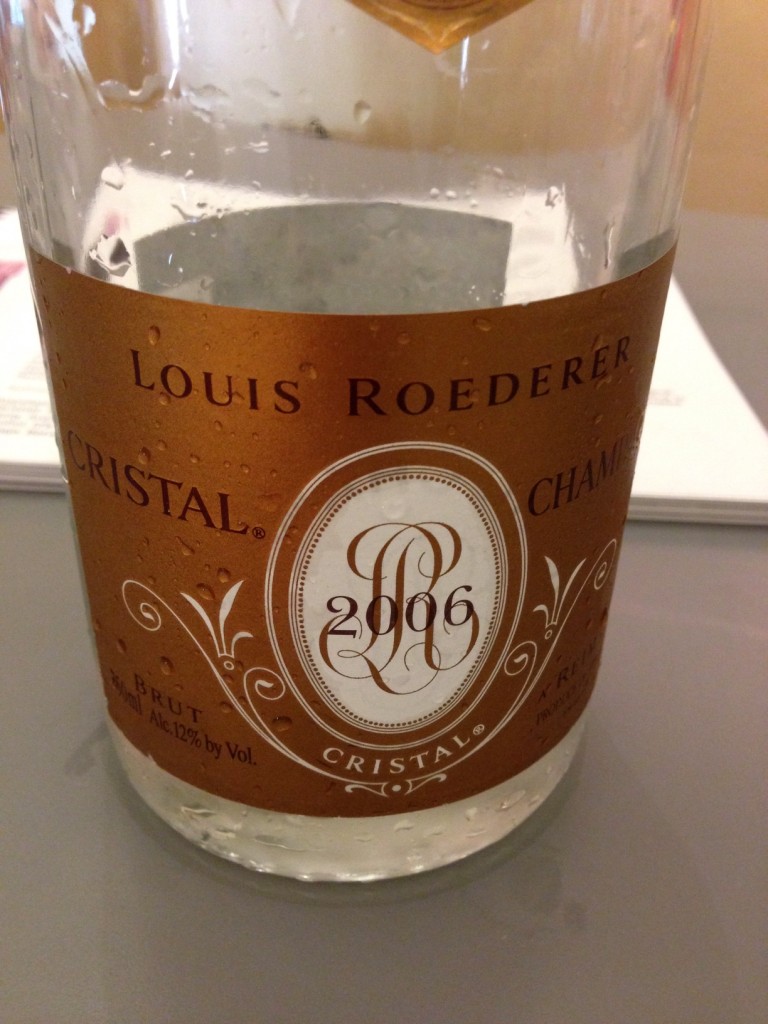 LOUIS ROEDERER
CRISTAL®
2006
BRUT
Alc.12% by Vol.
CRISTAL®